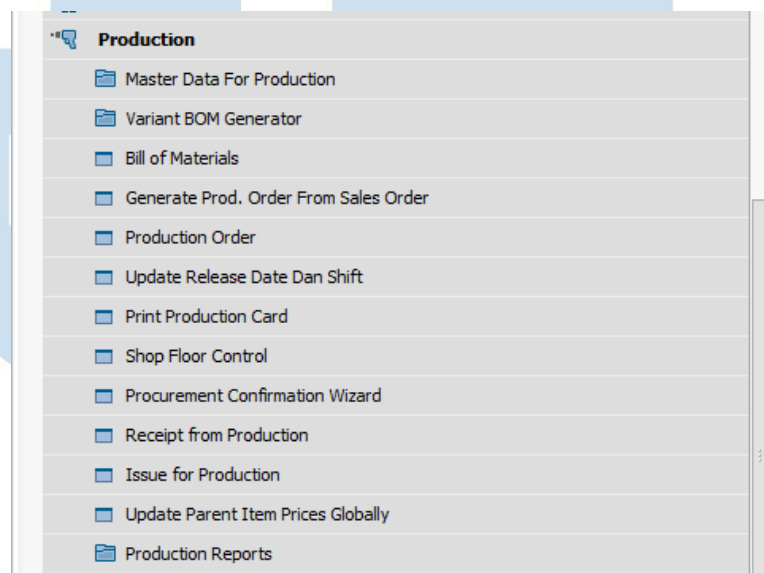 Production
Master Data For Production
Variant BOM Generator
Bill of Materials
Generate Prod. Order From Sales Order
Production Order
Update Release Date Dan Shift
Print Production Card
Shop Floor Control
Procurement Confirmation Wizard
Receipt from Production
Issue for Production
Update Parent Item Prices Globally
Production Reports